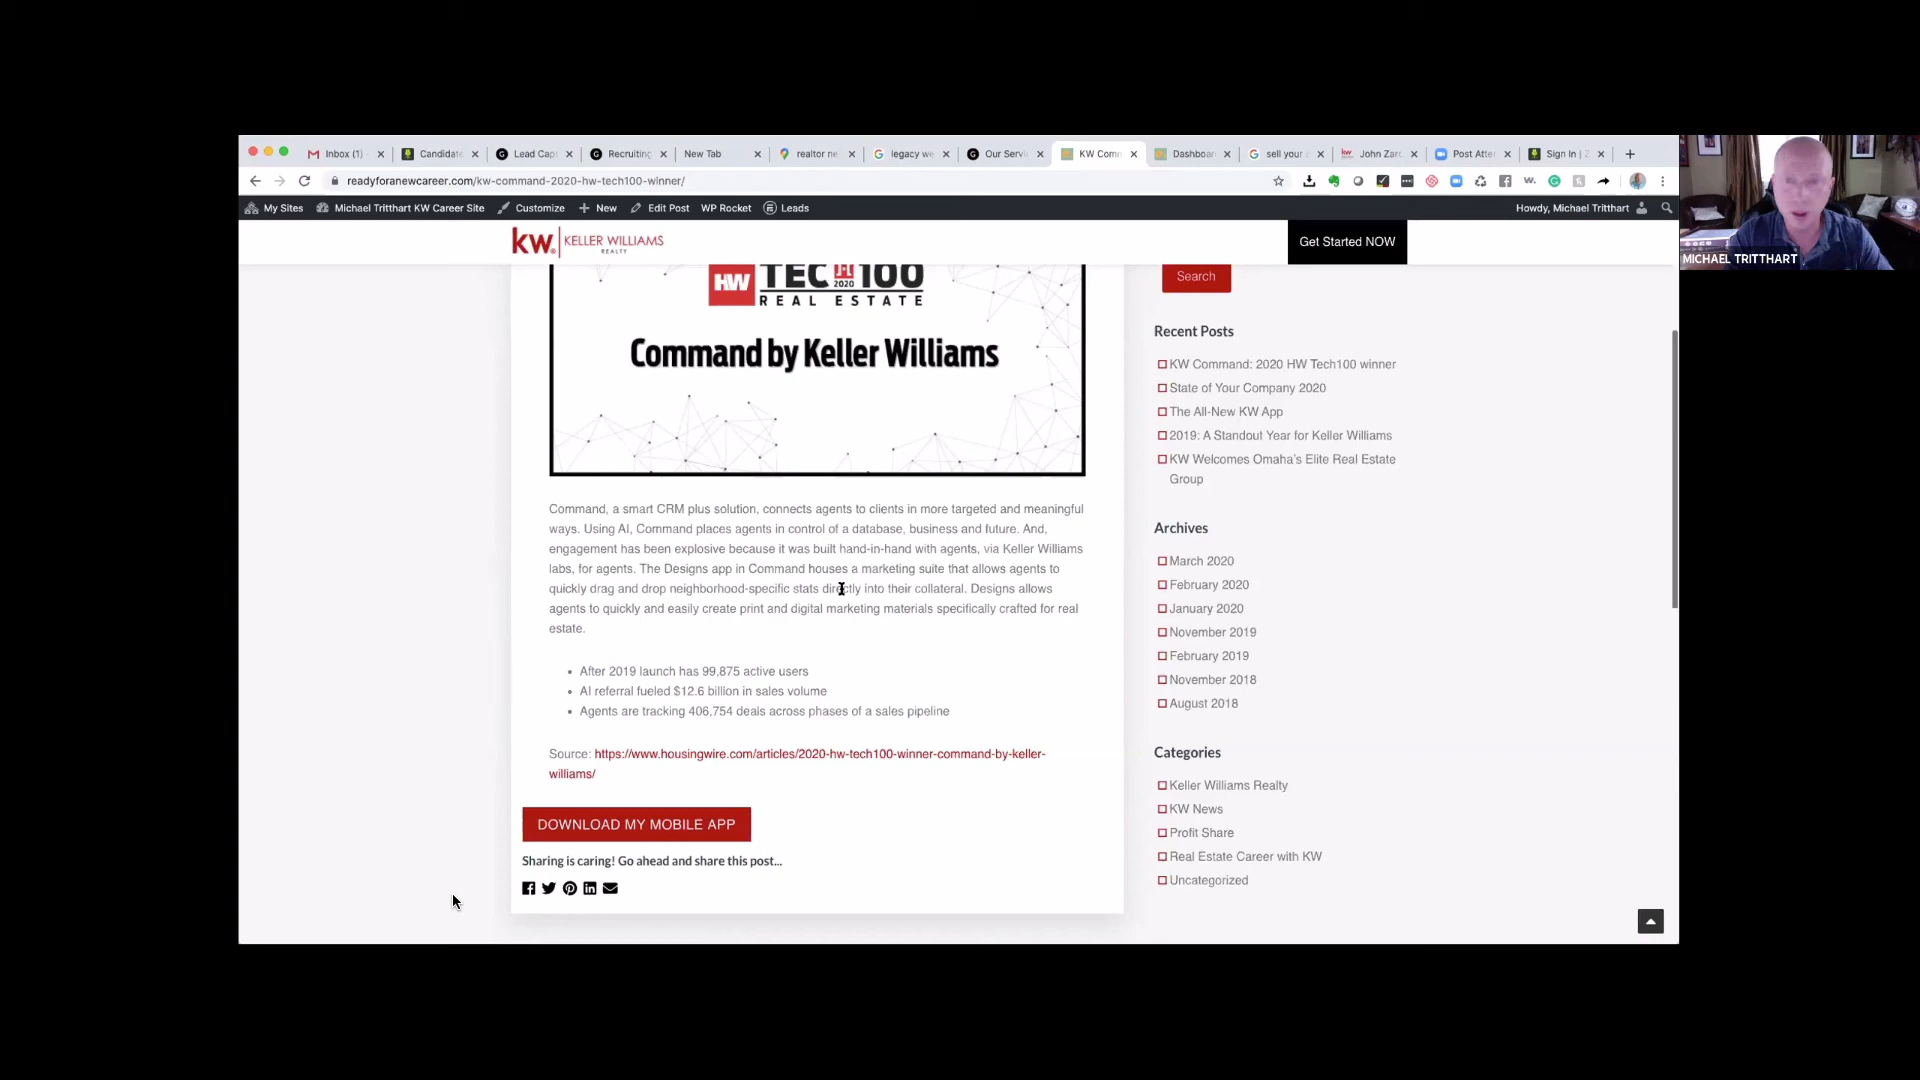 Inbox (1)
Candidat
Lead Cap
Recruiting
New Tab
realtor ne
legacy we
Our Servi
KW Com
Dashboar
sell your
John Zar
Post Atte
Sign In | Z
readyforanewcareer.com/kw-command-2020-hw-tech100-winner/
My Sites
Michael Tritthart KW Career Site
Customize
New
Edit Post
WP Rocket
Leads
Howdy, Michael Tritthart
MICHAEL TRITTHART
kw. KELLER WILLIAMS
REALTY
Get Started NOW
HW TECH100
2020
REAL ESTATE
Command by Keller Williams
Command, a smart CRM plus solution, connects agents to clients in more targeted and meaningful
ways. Using AI, Command places agents in control of a database, business and future. And,
engagement has been explosive because it was built hand-in-hand with agents, via Keller Williams
labs, for agents. The Designs app in Command houses a marketing suite that allows agents to
quickly drag and drop neighborhood-specific stats directly into their collateral. Designs allows
agents to quickly and easily create print and digital marketing materials specifically crafted for real
estate.
After 2019 launch has 99,875 active users
AI referral fueled $12.6 billion in sales volume
Agents are tracking 406,754 deals across phases of a sales pipeline
Source: https://www.housingwire.com/articles/2020-hw-tech100-winner-command-by-keller-
williams/
DOWNLOAD MY MOBILE APP
Sharing is caring! Go ahead and share this post...
Search
Recent Posts
KW Command: 2020 HW Tech100 winner
State of Your Company 2020
The All-New KW App
2019: A Standout Year for Keller Williams
KW Welcomes Omaha's Elite Real Estate
Group
Archives
March 2020
February 2020
January 2020
November 2019
February 2019
November 2018
August 2018
Categories
Keller Williams Realty
KW News
Profit Share
Real Estate Career with KW
Uncategorized